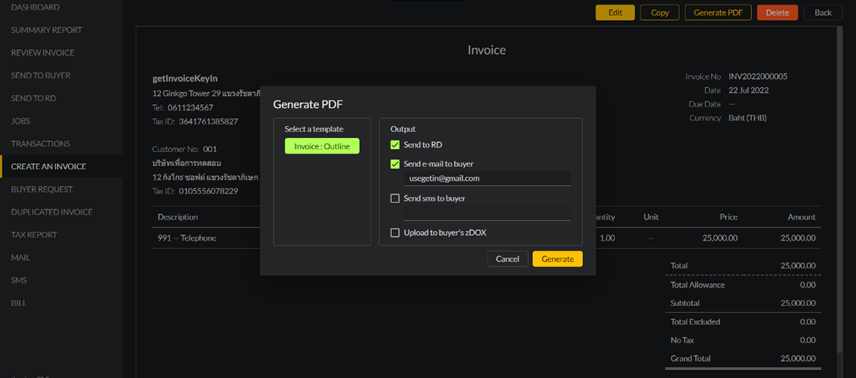 DASHBOARD
SUMMARY REPORT
REVIEW INVOICE
SEND TO BUYER
SEND TO RD
JOBS
TRANSACTIONS
CREATE AN INVOICE
BUYER REQUEST
DUPLICATED INVOICE
TAX REPORT
MAIL
SMS
BILL
Edit
Copy
Generate PDF
Delete
Back
Invoice
getInvoiceKeyIn
12 Ginkgo Tower 29 แขวงรัชดาภิ
Tel: 0611234567
Tax ID: 3641761385827
Customer No: 001
บริษัทเพื่อการทดสอบ
12 กิงโกะ ซอฟต์ แขวงรัชดาภิเษก
Tax ID: 0105556078229
Invoice No INV2022000005
Date 22 Jul 2022
Due Date —
Currency Baht (THB)
Generate PDF
Select a template
Invoice : Outline
Output
Send to RD
Send e-mail to buyer
usegetin@gmail.com
Send sms to buyer
Upload to buyer's zDOX
Cancel
Generate
Description
antity
Unit
Price
Amount
991 — Telephone
1.00
—
25,000.00
25,000.00
Total 25,000.00
Total Allowance 0.00
Subtotal 25,000.00
Total Excluded 0.00
No Tax 0.00
Grand Total 25,000.00